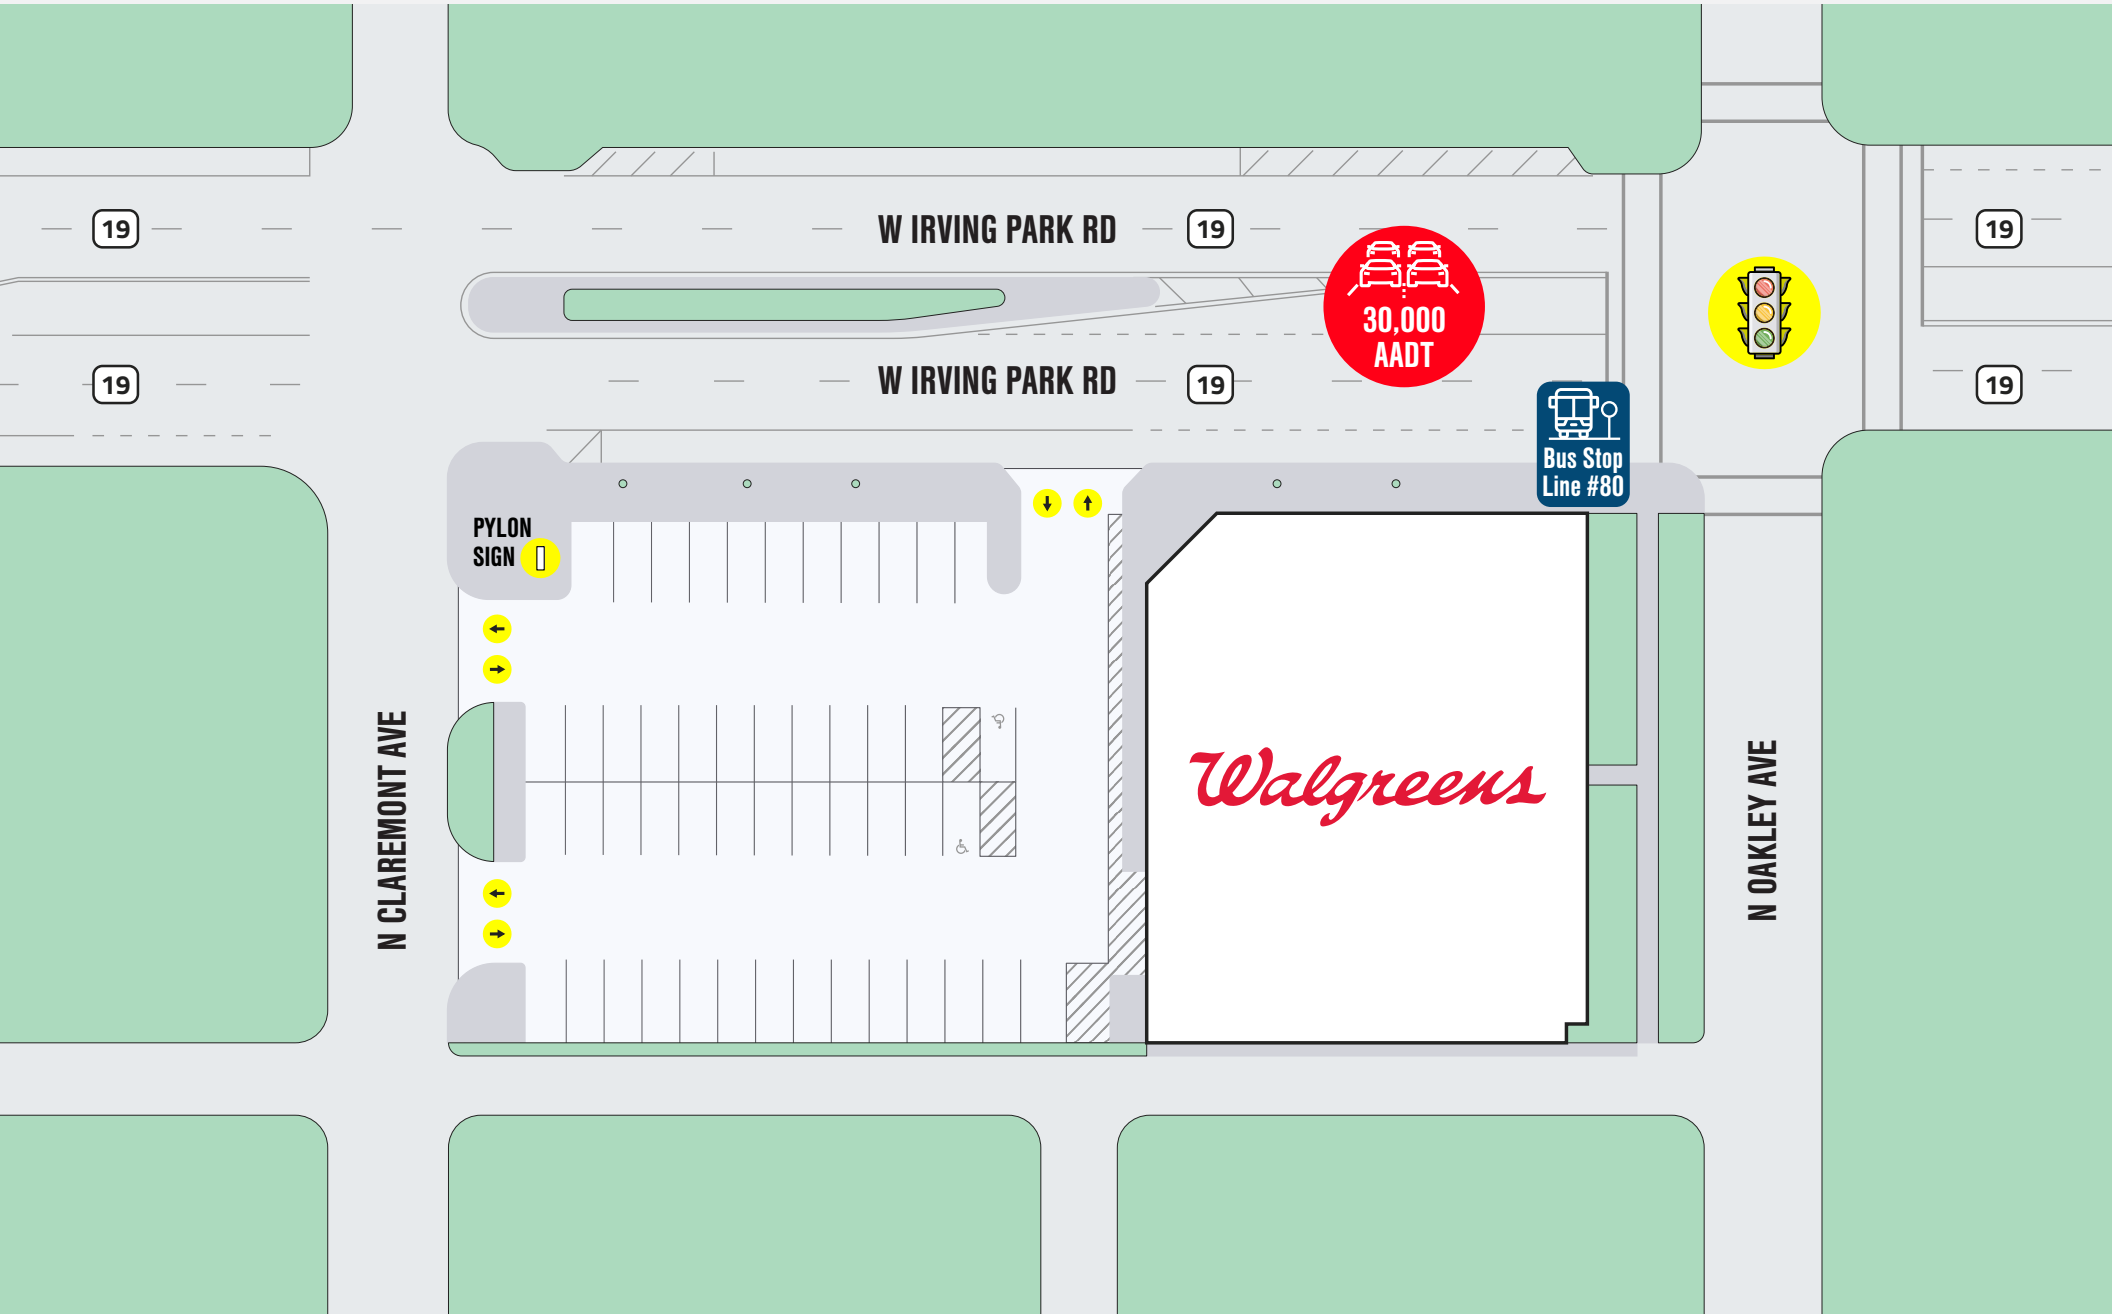 19
W IRVING PARK RD
19
19
30,000
AADT
19
W IRVING PARK RD
19
19
Bus Stop
Line #80
PYLON
SIGN
N CLAREMONT AVE
Walgreens
N OAKLEY AVE